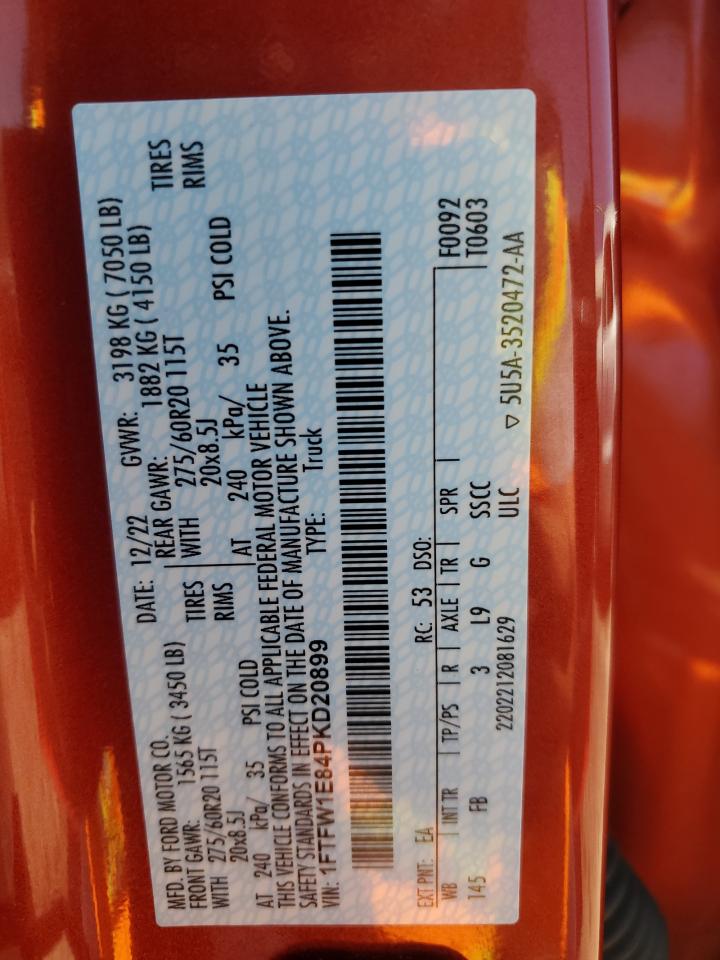 MFD. BY FORD MOTOR CO. DATE: 12/22 GVWR: 3198 KG ( 7050 LB)
FRONT GAWR: 1565 KG ( 3450 LB) REAR GAWR: 1882 KG ( 4150 LB)
WITH 275/60R20 115T TIRES WITH 275/60R20 115T TIRES
20x8.5J RIMS 20x8.5J RIMS
AT 240 kPa/ 35 PSI COLD AT 240 kPa/ 35 PSI COLD
THIS VEHICLE CONFORMS TO ALL APPLICABLE FEDERAL MOTOR VEHICLE
SAFETY STANDARDS IN EFFECT ON THE DATE OF MANUFACTURE SHOWN ABOVE.
VIN: 1FTFW1E84PKD20899 TYPE: Truck
EXT PNT: EA RC: 53 DSO: F0092
WB INT TR TP/PS R AXLE TR SPR T0603
145 FB 3 L9 G SSCC
2202212081629 ULC ▽ 5U5A-3520472-AA